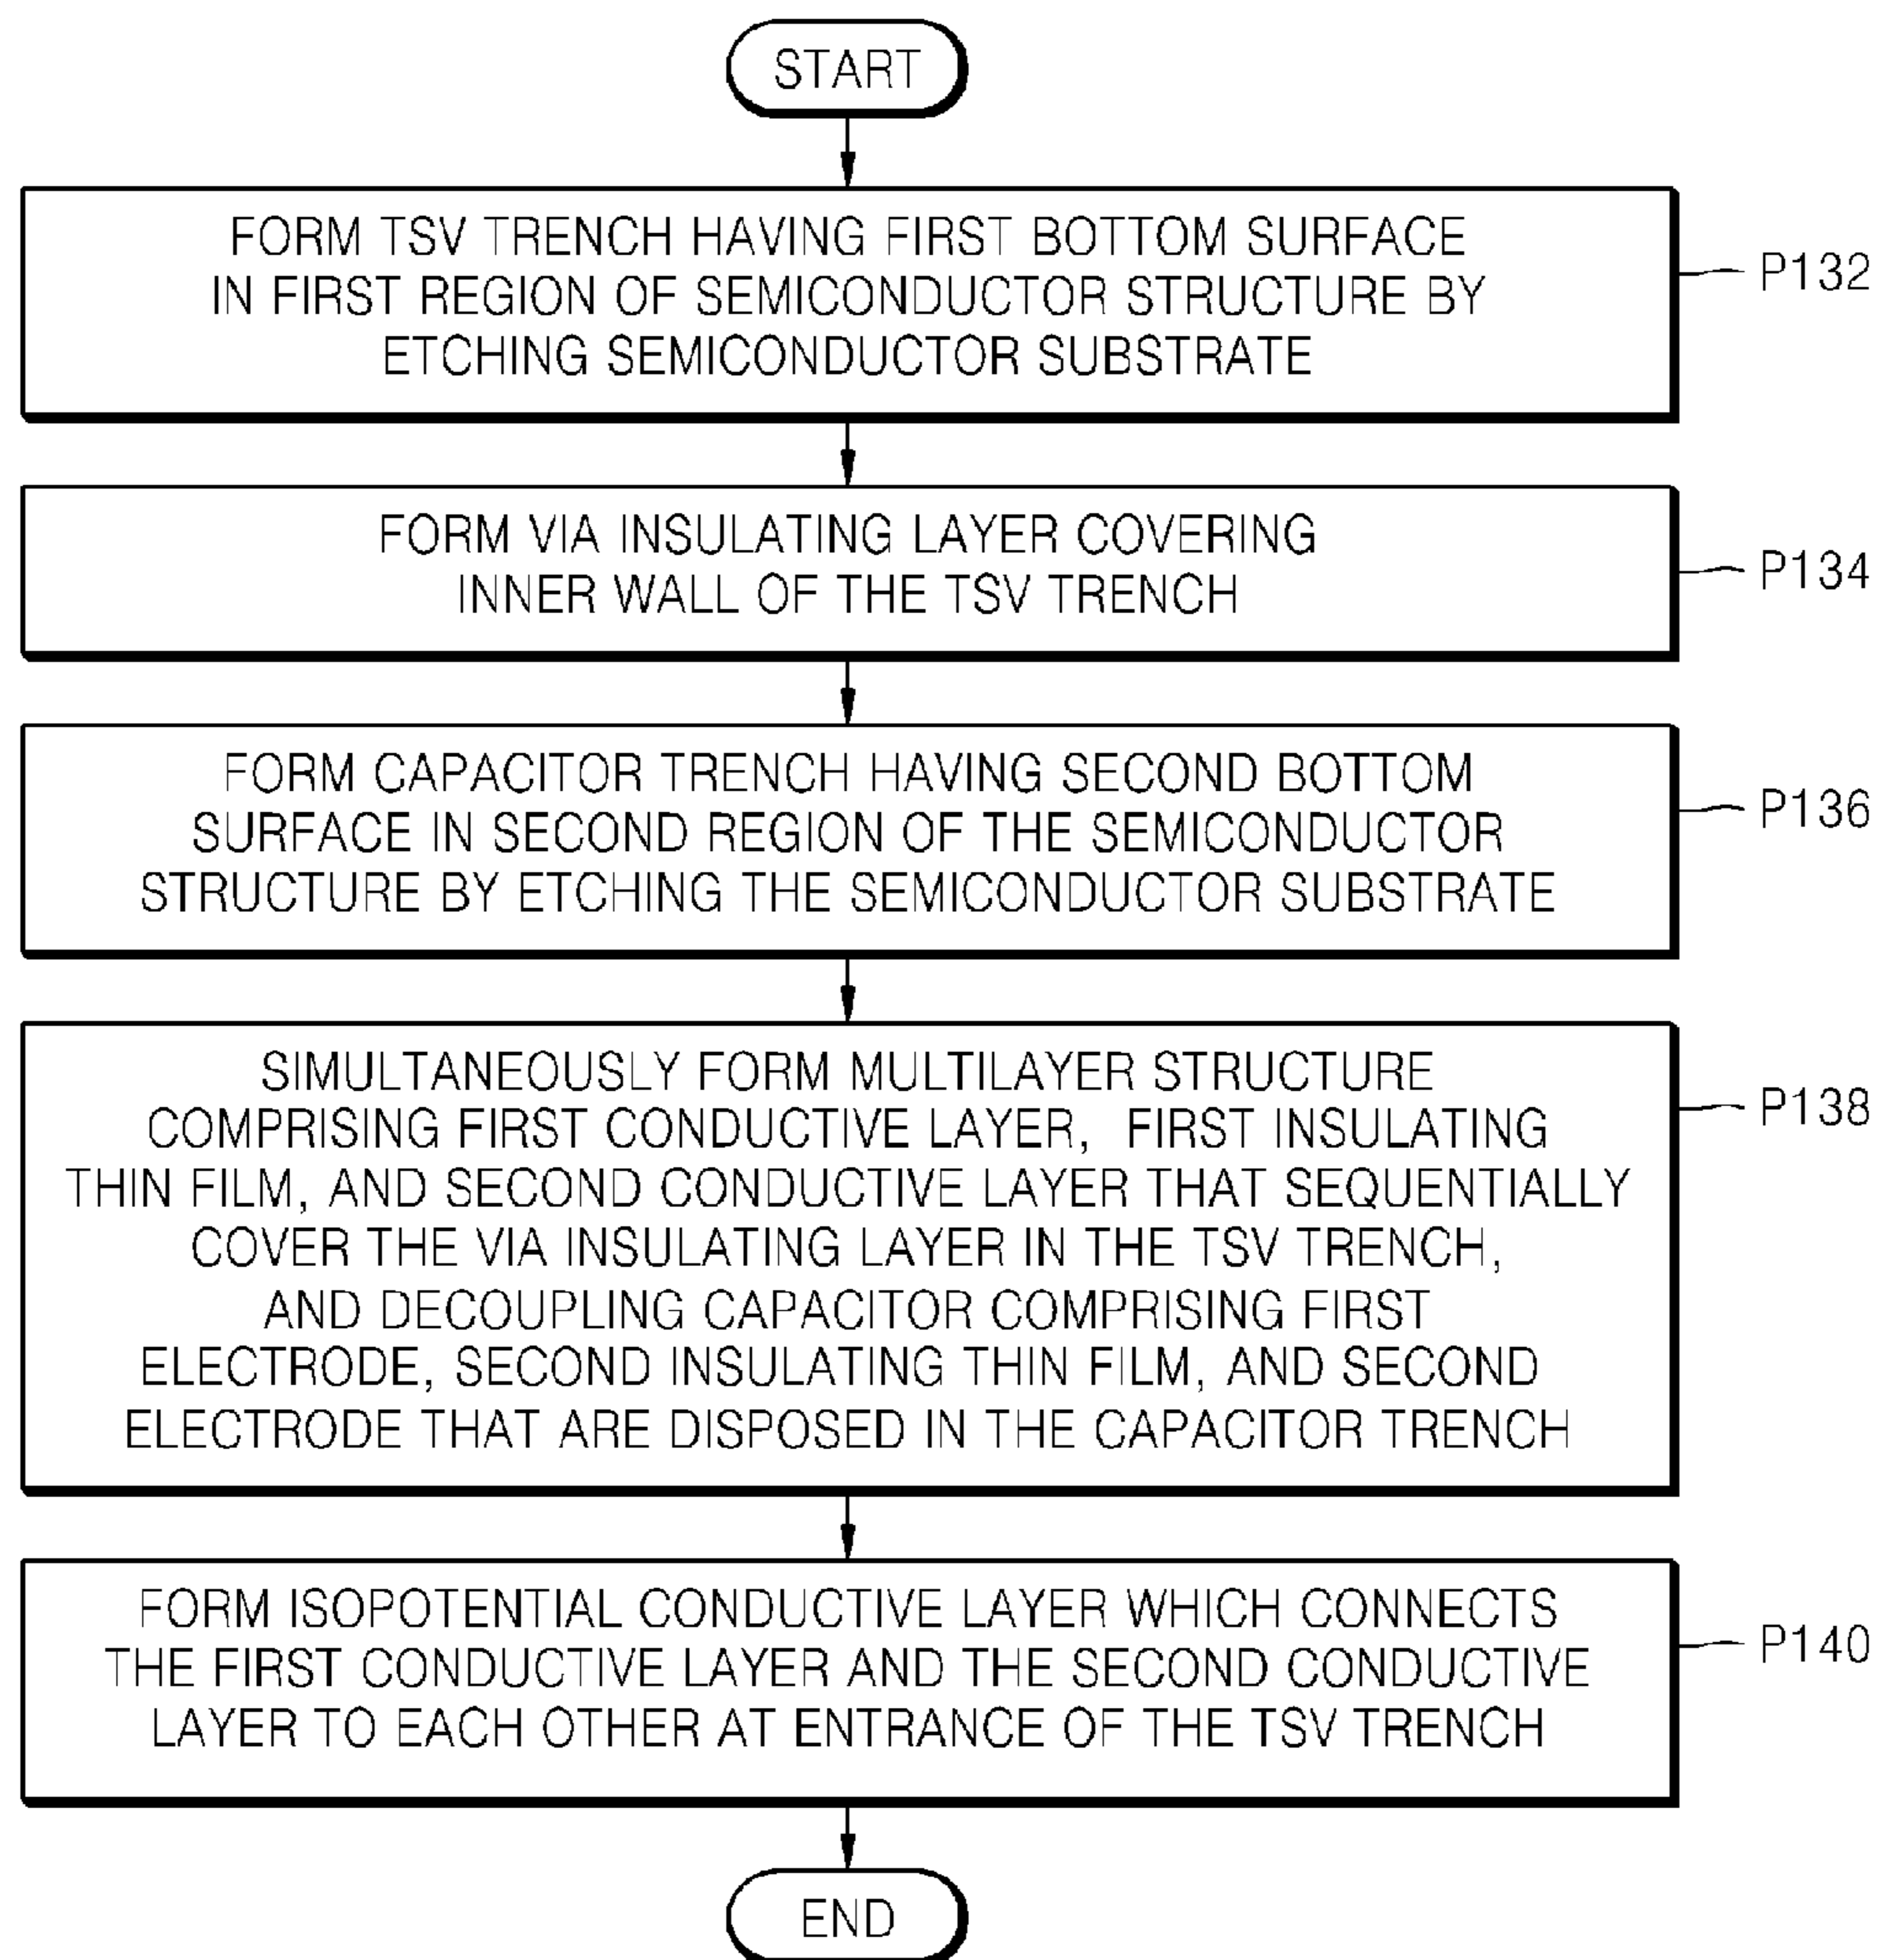 START
FORM TSV TRENCH HAVING FIRST BOTTOM SURFACE
IN FIRST REGION OF SEMICONDUCTOR STRUCTURE BY
ETCHING SEMICONDUCTOR SUBSTRATE
P132
FORM VIA INSULATING LAYER COVERING
INNER WALL OF THE TSV TRENCH
P134
FORM CAPACITOR TRENCH HAVING SECOND BOTTOM
SURFACE IN SECOND REGION OF THE SEMICONDUCTOR
STRUCTURE BY ETCHING THE SEMICONDUCTOR SUBSTRATE
P136
SIMULTANEOUSLY FORM MULTILAYER STRUCTURE
COMPRISING FIRST CONDUCTIVE LAYER, FIRST INSULATING
THIN FILM, AND SECOND CONDUCTIVE LAYER THAT SEQUENTIALLY
COVER THE VIA INSULATING LAYER IN THE TSV TRENCH,
AND DECOUPLING CAPACITOR COMPRISING FIRST
ELECTRODE, SECOND INSULATING THIN FILM, AND SECOND
ELECTRODE THAT ARE DISPOSED IN THE CAPACITOR TRENCH
P138
FORM ISOPOTENTIAL CONDUCTIVE LAYER WHICH CONNECTS
THE FIRST CONDUCTIVE LAYER AND THE SECOND CONDUCTIVE
LAYER TO EACH OTHER AT ENTRANCE OF THE TSV TRENCH
P140
END